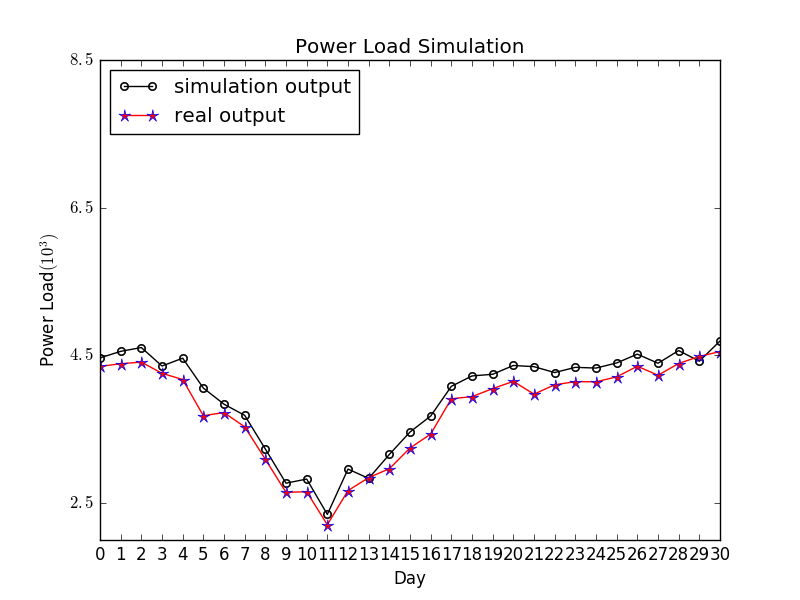 Power Load Simulation
simulation output
real output
8.5
6.5
4.5
2.5
Power Load(10³)
0 1 2 3 4 5 6 7 8 9 10 11 12 13 14 15 16 17 18 19 20 21 22 23 24 25 26 27 28 29 30
Day